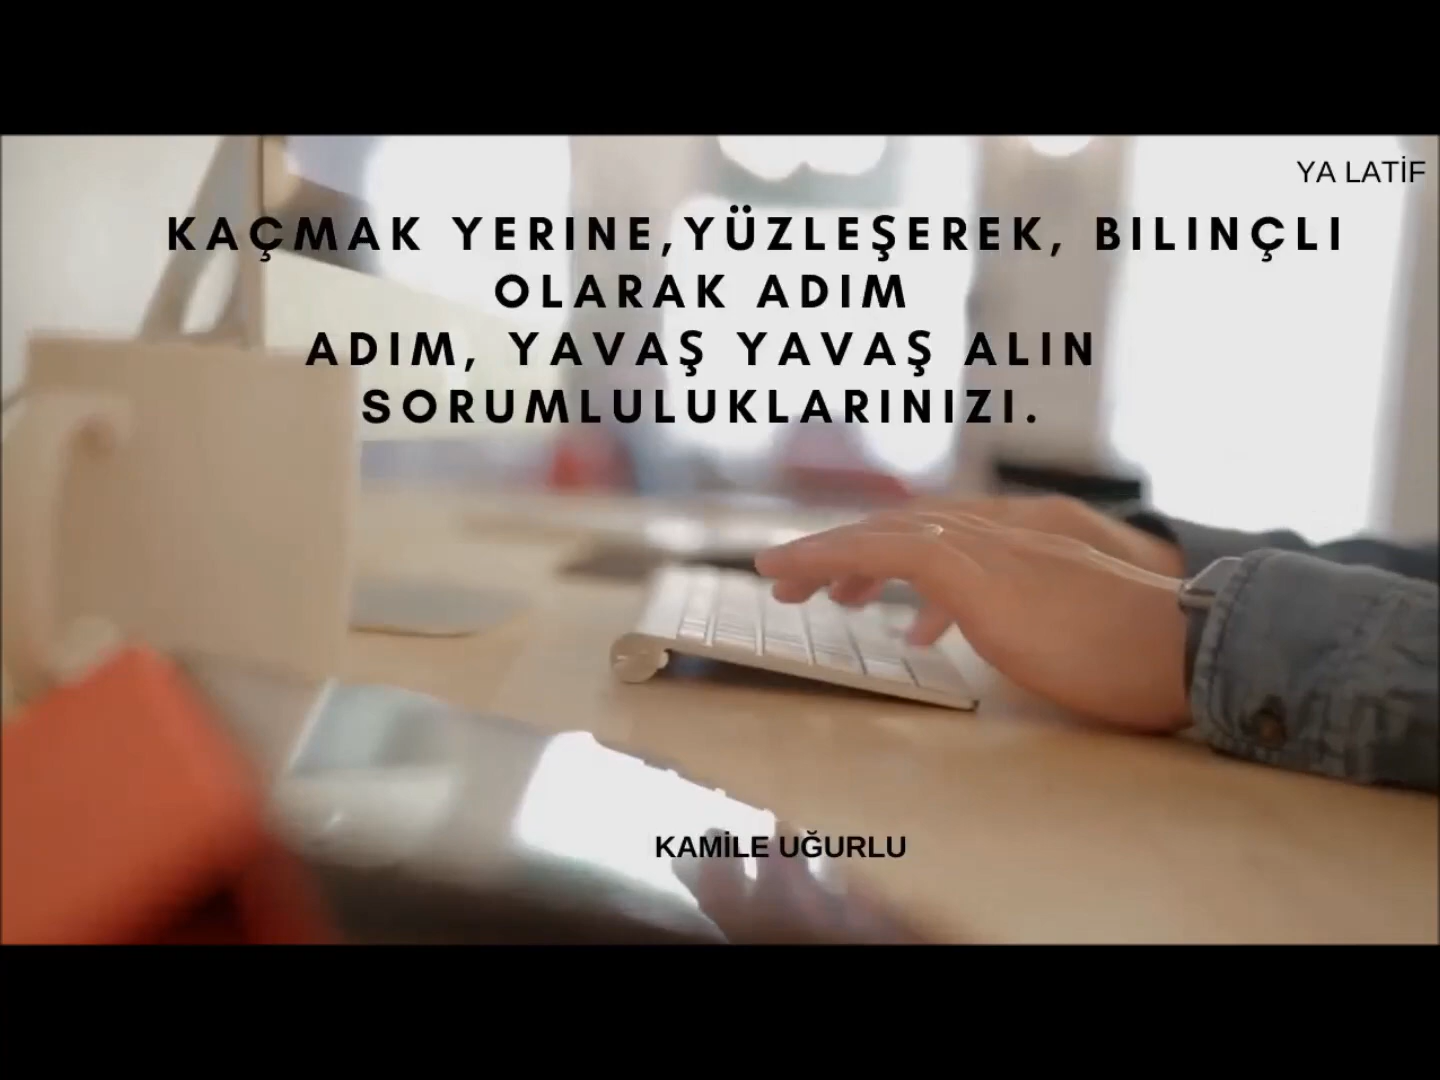 YA LATİF
KAÇMAK YERINE,YÜZLEŞEREK, BILINÇLI
OLARAK ADIM
ADIM, YAVAŞ YAVAŞ ALIN
SORUMLULUKLARINIZI.
KAMİLE UĞURLU